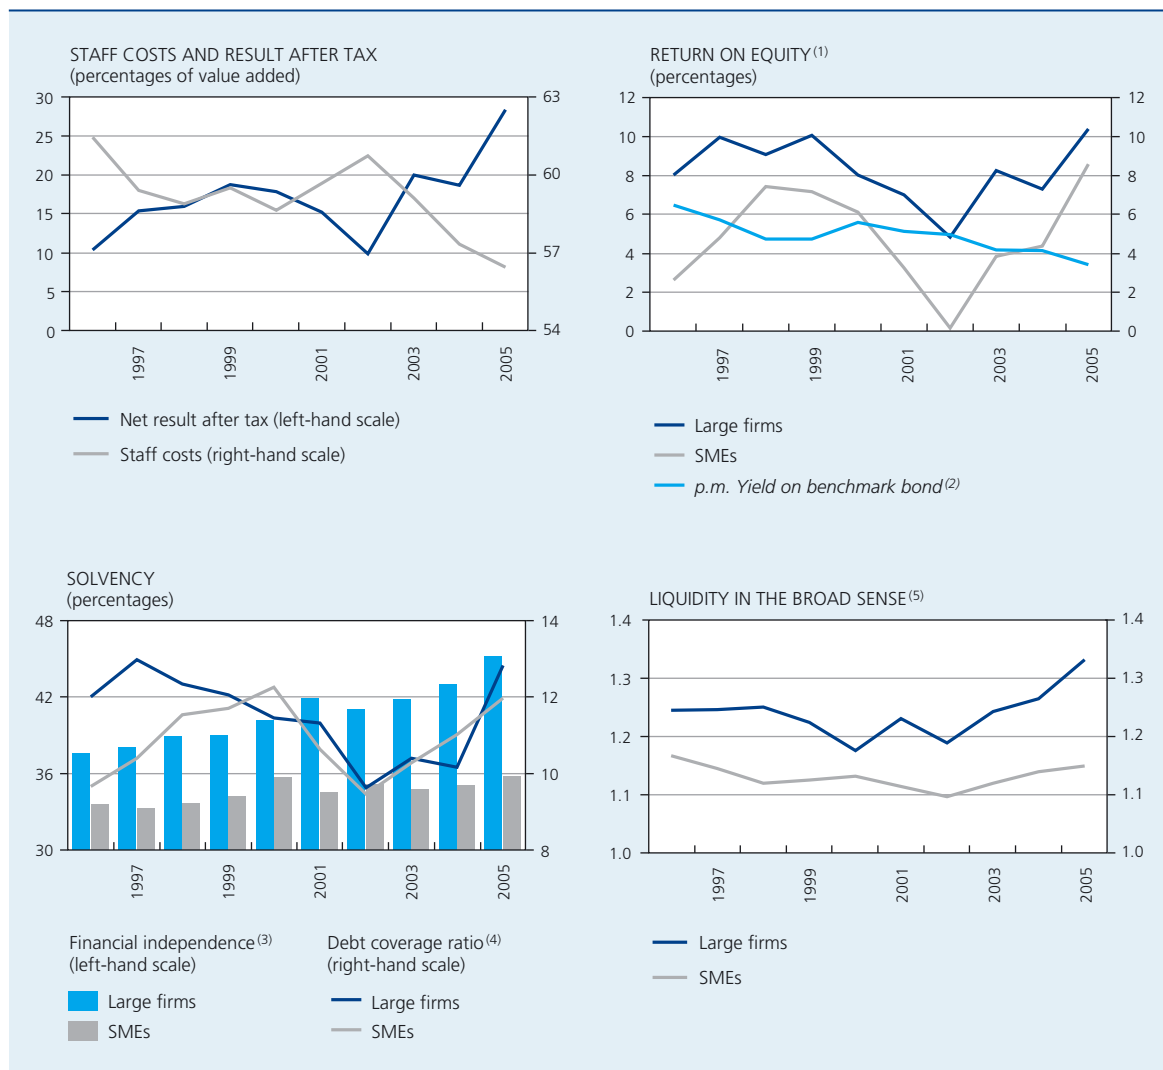 STAFF COSTS AND RESULT AFTER TAX
(percentages of value added)
30
25
20
15
10
5
0
63
60
57
54
1997
1999
2001
2003
2005
Net result after tax (left-hand scale)
Staff costs (right-hand scale)
RETURN ON EQUITY (1)
(percentages)
12
10
8
6
4
2
0
12
10
8
6
4
2
0
1997
1999
2001
2003
2005
Large firms
SMEs
p.m. Yield on benchmark bond (2)
SOLVENCY
(percentages)
48
42
36
30
14
12
10
8
1997
1999
2001
2003
2005
Financial independence (3)
(left-hand scale)
Large firms
SMEs
Debt coverage ratio (4)
(right-hand scale)
Large firms
SMEs
LIQUIDITY IN THE BROAD SENSE (5)
1.4
1.3
1.2
1.1
1.0
1.4
1.3
1.2
1.1
1.0
1997
1999
2001
2003
2005
Large firms
SMEs